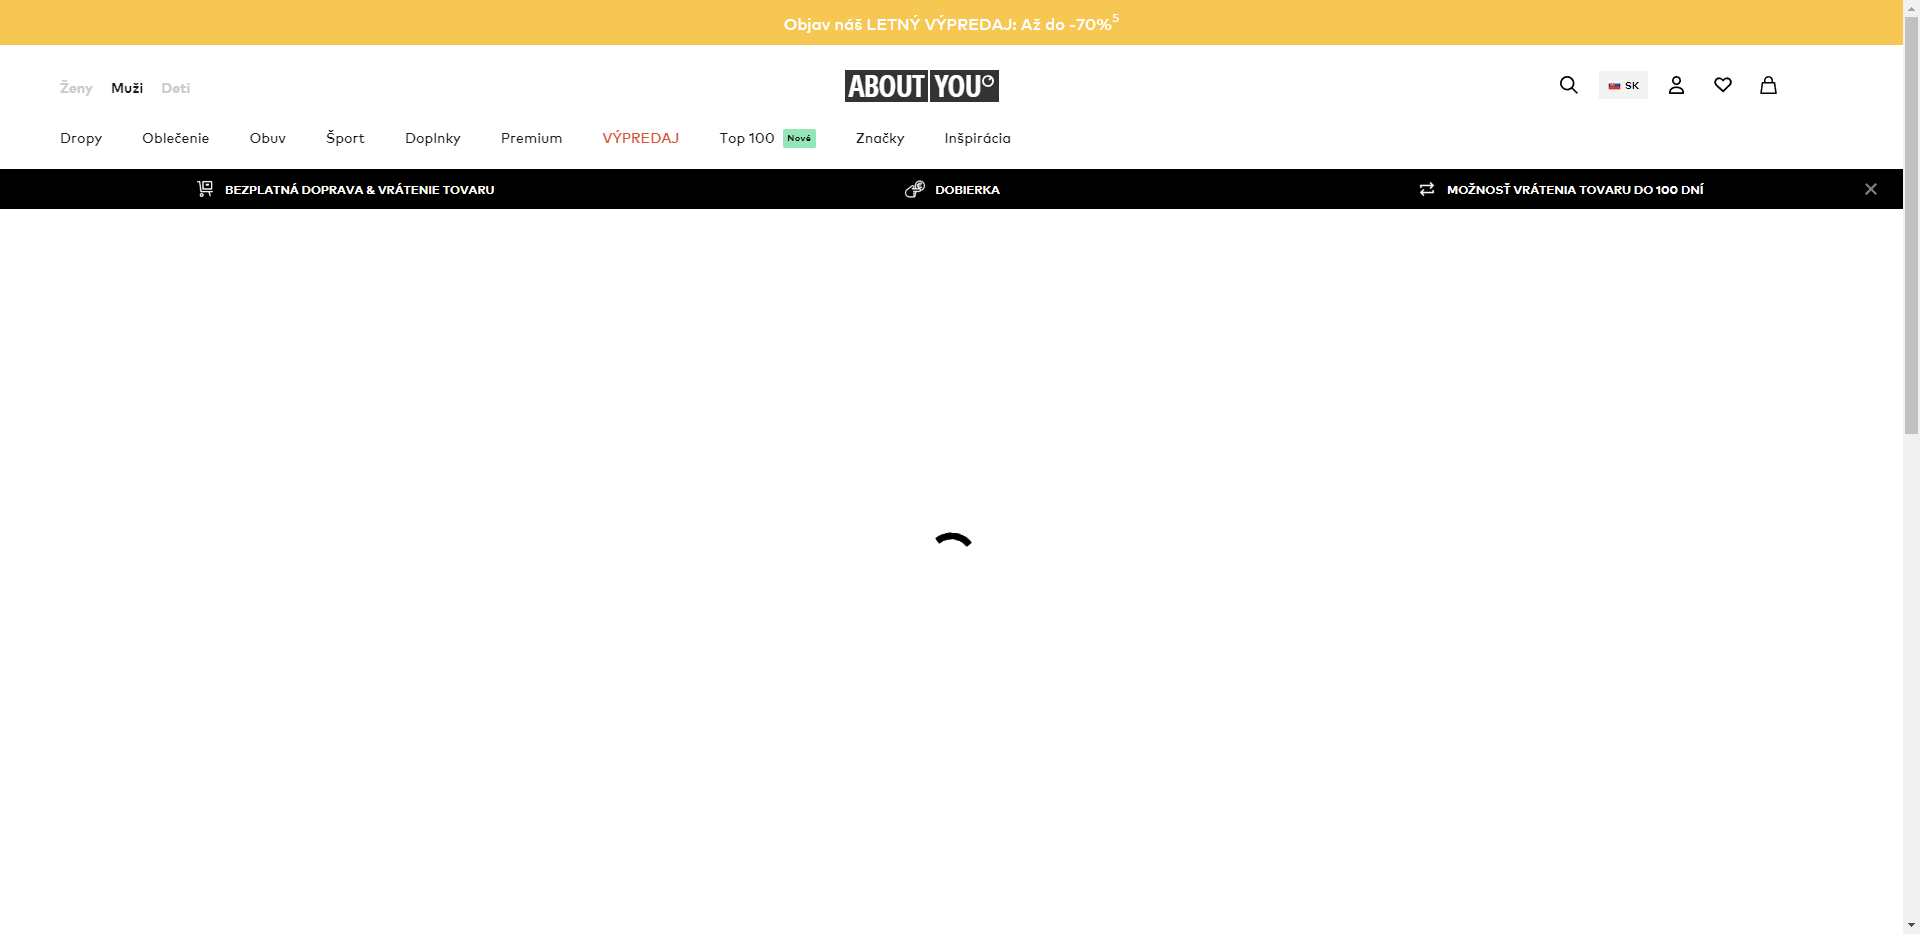 Objav náš LETNÝ VÝPREDAJ: Až do -70%⁵
Ženy Muži Deti
ABOUT YOU
SK
Dropy Oblečenie Obuv Šport Doplnky Premium VÝPREDAJ Top 100 Nové Značky Inšpirácia
BEZPLATNÁ DOPRAVA & VRÁTENIE TOVARU DOBIERKA MOŽNOSŤ VRÁTENIA TOVARU DO 100 DNÍ